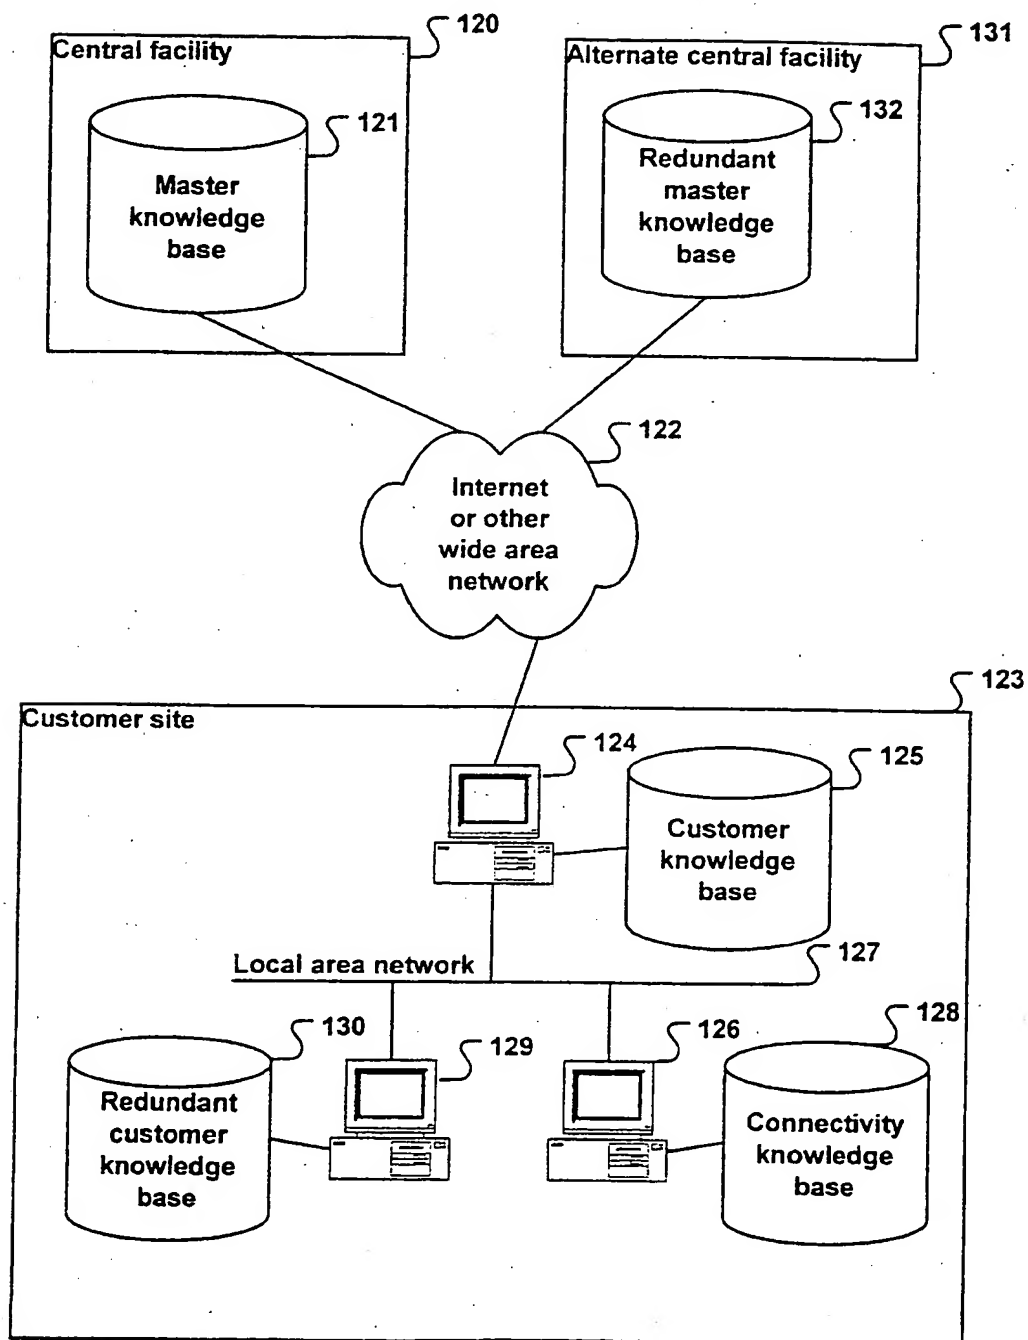 120
Central facility
121
Master
knowledge
base
131
Alternate central facility
132
Redundant
master
knowledge
base
122
Internet
or other
wide area
network
123
Customer site
124
125
Customer
knowledge
base
Local area network
127
130
Redundant
customer
knowledge
base
129
126
128
Connectivity
knowledge
base